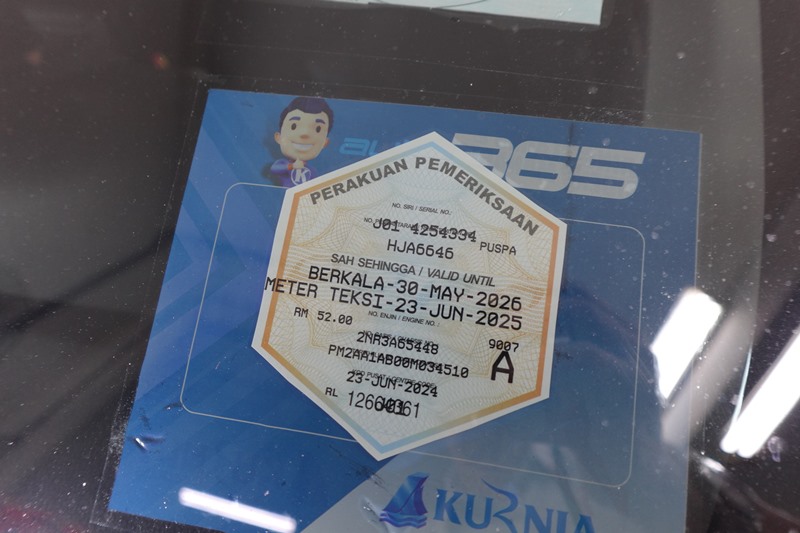 365
K
PERAKUAN PEMERIKSAAN
NO. SIRI / SERIAL NO.:
J01 4254334 PUSPA
HJA6646
SAH SEHINGGA / VALID UNTIL
BERKALA-30-MAY-2026
METER TEKSI-23-JUN-2025
RM 52.00
NO. ENJIN / ENGINE NO.:
2NR3A65448
9007
PM2AA1AB00M034510
A
23-JUN-2024
RL
KURNIA